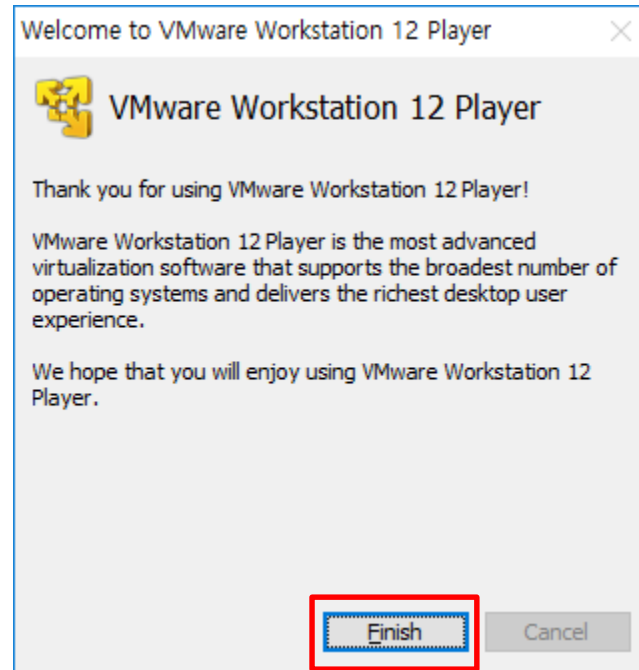 Welcome to VMware Workstation 12 Player
VMware Workstation 12 Player
Thank you for using VMware Workstation 12 Player!
VMware Workstation 12 Player is the most advanced
virtualization software that supports the broadest number of
operating systems and delivers the richest desktop user
experience.
We hope that you will enjoy using VMware Workstation 12
Player.
Finish
Cancel